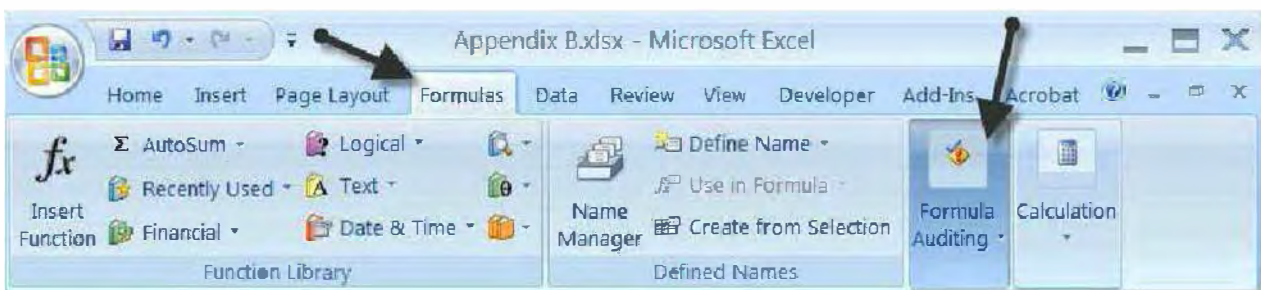 Appendix B.xlsx - Microsoft Excel
Home Insert Page Layout Formulas Data Review View Developer Add-Ins Acrobat
fx Insert Function
Σ AutoSum
Recently Used
Financial
Logical
Text
Date & Time
Function Library
Name Manager
Define Name
Use in Formula
Create from Selection
Defined Names
Formula Auditing
Calculation